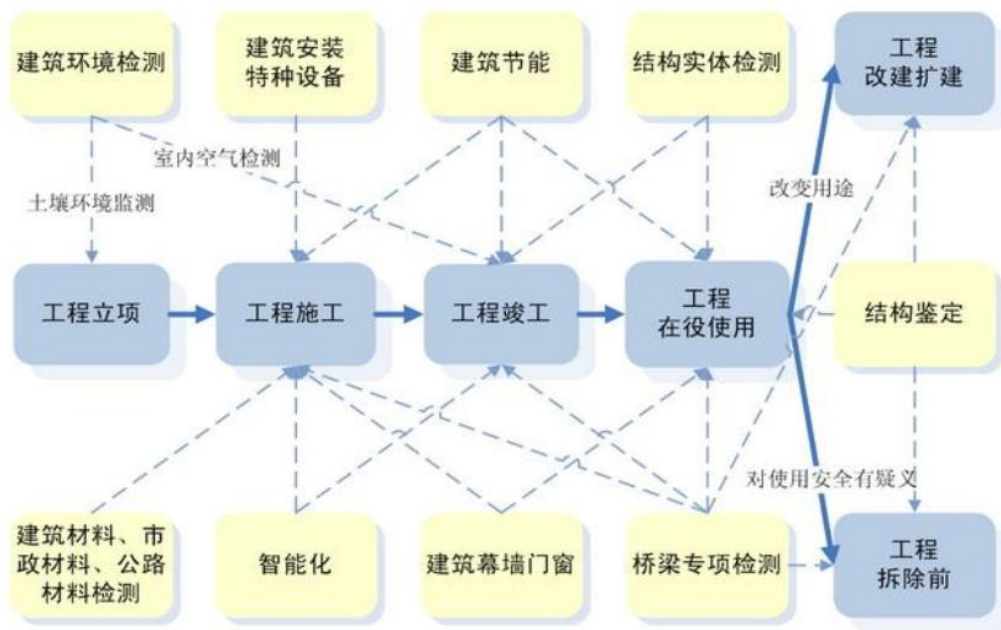 建筑环境检测
建筑安装
特种设备
建筑节能
结构实体检测
工程
改建扩建
室内空气检测
土壤环境监测
改变用途
工程立项
工程施工
工程竣工
工程
在役使用
结构鉴定
对使用安全有疑义
建筑材料、市
政材料、公路
材料检测
智能化
建筑幕墙门窗
桥梁专项检测
工程
拆除前